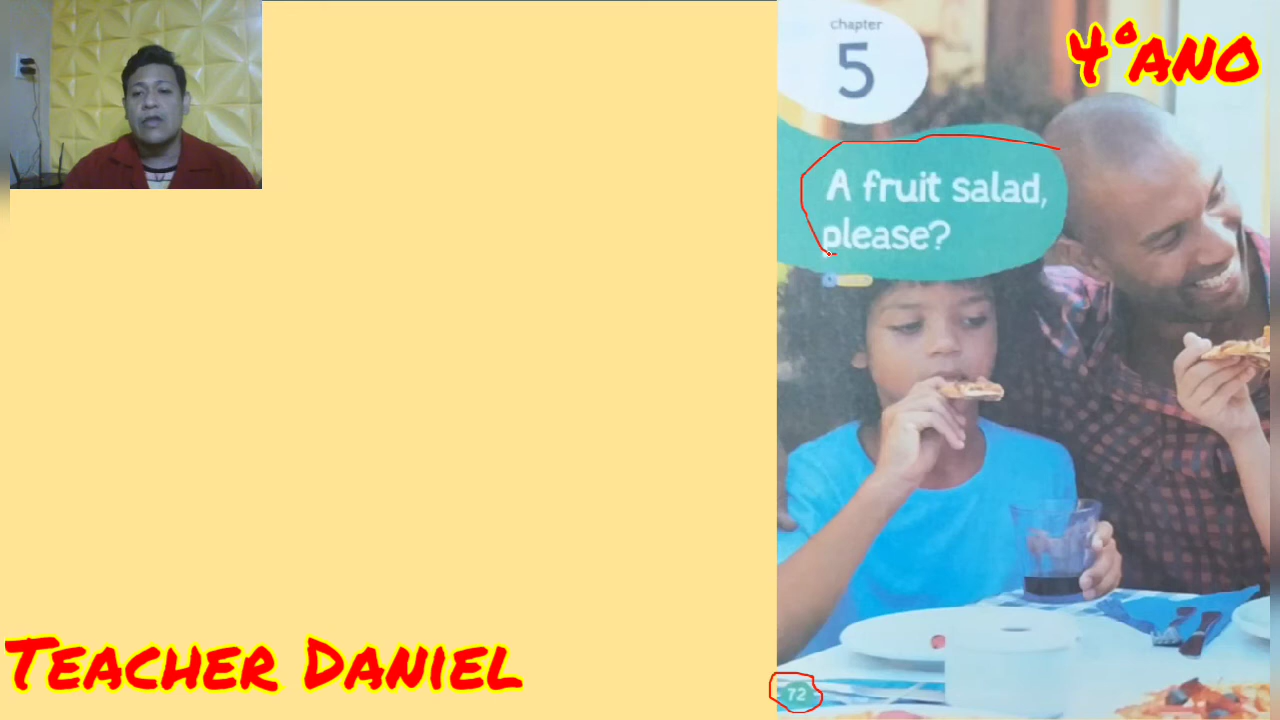 chapter
5
4°ano
A fruit salad,
please?
Teacher Daniel
72